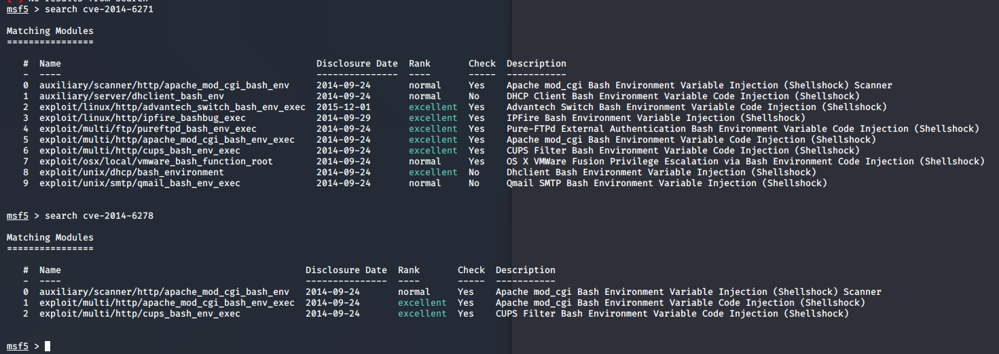 No results from search
msf5 > search cve-2014-6271
Matching Modules
================
# Name Disclosure Date Rank Check Description
- ---- --------------- ---- ----- -----------
0 auxiliary/scanner/http/apache_mod_cgi_bash_env 2014-09-24 normal Yes Apache mod_cgi Bash Environment Variable Injection (Shellshock) Scanner
1 auxiliary/server/dhclient_bash_env 2014-09-24 normal No DHCP Client Bash Environment Variable Code Injection (Shellshock)
2 exploit/linux/http/advantech_switch_bash_env_exec 2015-12-01 excellent Yes Advantech Switch Bash Environment Variable Code Injection (Shellshock)
3 exploit/linux/http/ipfire_bashbug_exec 2014-09-29 excellent Yes IPFire Bash Environment Variable Injection (Shellshock)
4 exploit/multi/ftp/pureftpd_bash_env_exec 2014-09-24 excellent Yes Pure-FTPd External Authentication Bash Environment Variable Code Injection (Shellshock)
5 exploit/multi/http/apache_mod_cgi_bash_env_exec 2014-09-24 excellent Yes Apache mod_cgi Bash Environment Variable Code Injection (Shellshock)
6 exploit/multi/http/cups_bash_env_exec 2014-09-24 excellent Yes CUPS Filter Bash Environment Variable Code Injection (Shellshock)
7 exploit/osx/local/vmware_bash_function_root 2014-09-24 normal Yes OS X VMWare Fusion Privilege Escalation via Bash Environment Code Injection (Shellshock)
8 exploit/unix/dhcp/bash_environment 2014-09-24 excellent No Dhclient Bash Environment Variable Injection (Shellshock)
9 exploit/unix/smtp/qmail_bash_env_exec 2014-09-24 normal No Qmail SMTP Bash Environment Variable Injection (Shellshock)
msf5 > search cve-2014-6278
Matching Modules
================
# Name Disclosure Date Rank Check Description
- ---- --------------- ---- ----- -----------
0 auxiliary/scanner/http/apache_mod_cgi_bash_env 2014-09-24 normal Yes Apache mod_cgi Bash Environment Variable Injection (Shellshock) Scanner
1 exploit/multi/http/apache_mod_cgi_bash_env_exec 2014-09-24 excellent Yes Apache mod_cgi Bash Environment Variable Code Injection (Shellshock)
2 exploit/multi/http/cups_bash_env_exec 2014-09-24 excellent Yes CUPS Filter Bash Environment Variable Code Injection (Shellshock)
msf5 >